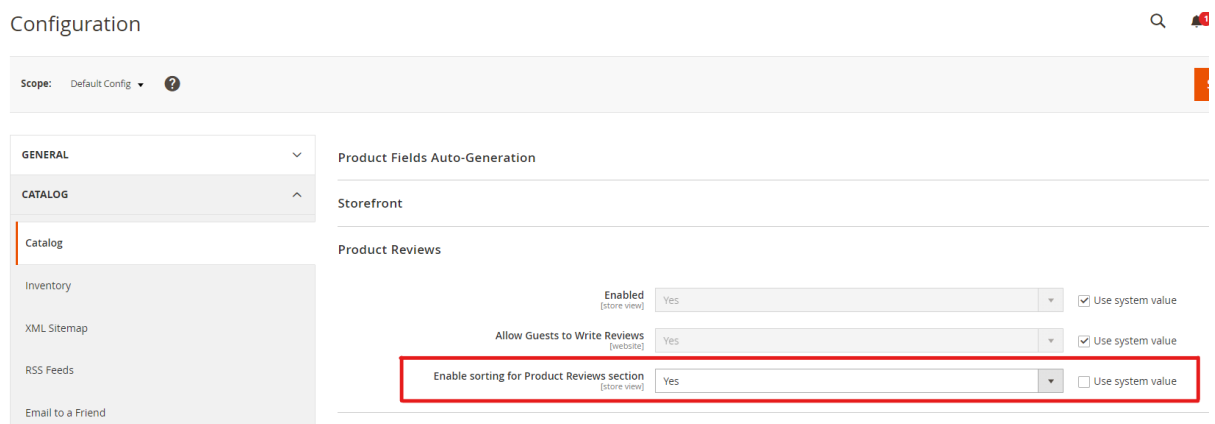 Configuration
1
Scope: Default Config ?
GENERAL
CATALOG
Catalog
Inventory
XML Sitemap
RSS Feeds
Email to a Friend
Product Fields Auto-Generation
Storefront
Product Reviews
Enabled
[store view]
Yes
Use system value
Allow Guests to Write Reviews
[website]
Yes
Use system value
Enable sorting for Product Reviews section
[store view]
Yes
Use system value